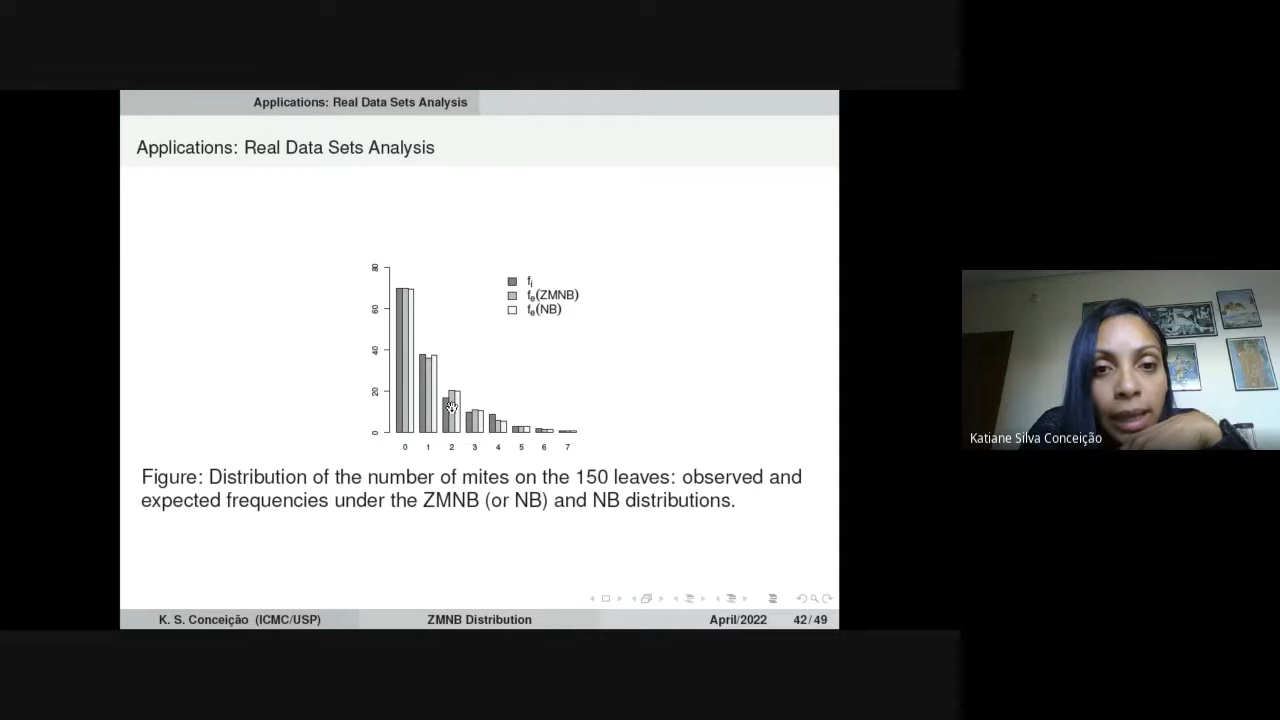 Applications: Real Data Sets Analysis
Applications: Real Data Sets Analysis
80
60
40
20
0
fi
fe(ZMNB)
fe(NB)
0 1 2 3 4 5 6 7
Figure: Distribution of the number of mites on the 150 leaves: observed and
expected frequencies under the ZMNB (or NB) and NB distributions.
K. S. Conceição (ICMC/USP) ZMNB Distribution April/2022 42/49
Katiane Silva Conceição